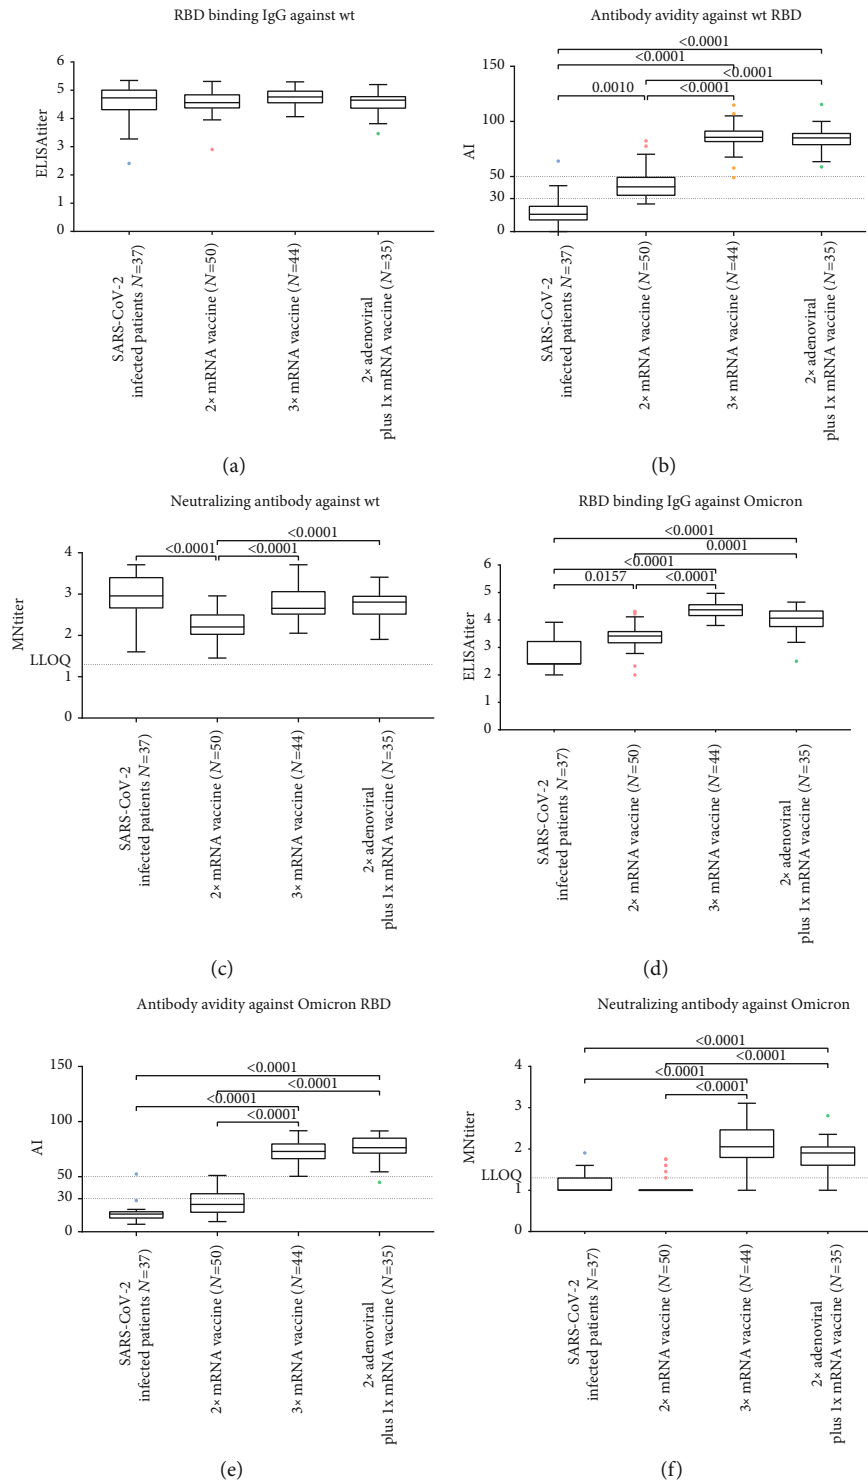 RBD binding IgG against wt
ELISAtiter
6
5
4
3
2
1
0
SARS-CoV-2
infected patients N=37)
2× mRNA vaccine (N=50)
3× mRNA vaccine (N=44)
2× adenoviral
plus 1x mRNA vaccine (N=35)
(a)
Antibody avidity against wt RBD
AI
150
100
50
30
0
<0.0001
<0.0001
<0.0001
0.0010
<0.0001
SARS-CoV-2
infected patients N=37)
2× mRNA vaccine (N=50)
3× mRNA vaccine (N=44)
2× adenoviral
plus 1x mRNA vaccine (N=35)
(b)
Neutralizing antibody against wt
MNtiter
4
3
2
LLOQ
1
0
<0.0001
<0.0001
<0.0001
SARS-CoV-2
infected patients N=37)
2× mRNA vaccine (N=50)
3× mRNA vaccine (N=44)
2× adenoviral
plus 1x mRNA vaccine (N=35)
(c)
RBD binding IgG against Omicron
ELISAtiter
6
5
4
3
2
1
0
<0.0001
0.0001
<0.0001
0.0157
<0.0001
SARS-CoV-2
infected patients N=37)
2× mRNA vaccine (N=50)
3× mRNA vaccine (N=44)
2× adenoviral
plus 1x mRNA vaccine (N=35)
(d)
Antibody avidity against Omicron RBD
AI
150
100
50
30
0
<0.0001
<0.0001
<0.0001
<0.0001
SARS-CoV-2
infected patients N=37)
2× mRNA vaccine (N=50)
3× mRNA vaccine (N=44)
2× adenoviral
plus 1x mRNA vaccine (N=35)
(e)
Neutralizing antibody against Omicron
MNtiter
4
3
2
LLOQ
1
0
<0.0001
<0.0001
<0.0001
<0.0001
SARS-CoV-2
infected patients N=37)
2× mRNA vaccine (N=50)
3× mRNA vaccine (N=44)
2× adenoviral
plus 1x mRNA vaccine (N=35)
(f)